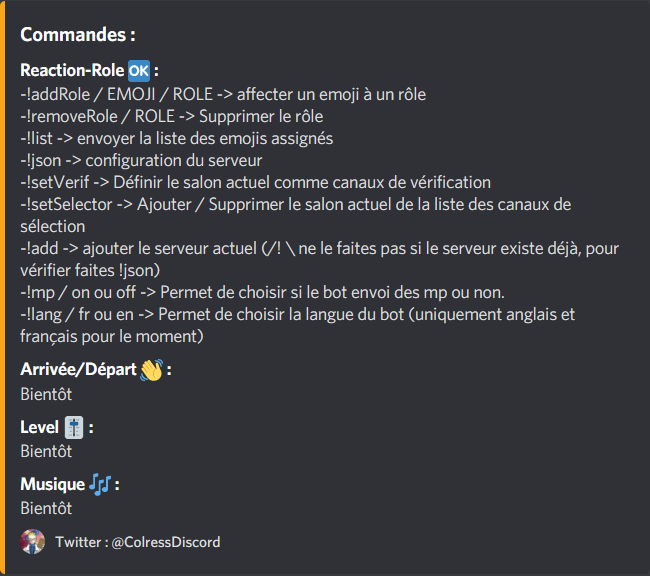 Commandes :
Reaction-Role 🆗 :
-!addRole / EMOJI / ROLE -> affecter un emoji à un rôle
-!removeRole / ROLE -> Supprimer le rôle
-!list -> envoyer la liste des emojis assignés
-!json -> configuration du serveur
-!setVerif -> Définir le salon actuel comme canaux de vérification
-!setSelector -> Ajouter / Supprimer le salon actuel de la liste des canaux de
sélection
-!add -> ajouter le serveur actuel (/! \ ne le faites pas si le serveur existe déjà, pour
vérifier faites !json)
-!mp / on ou off -> Permet de choisir si le bot envoi des mp ou non.
-!lang / fr ou en -> Permet de choisir la langue du bot (uniquement anglais et
français pour le moment)
Arrivée/Départ 👋 :
Bientôt
Level 🎚 :
Bientôt
Musique 🎶 :
Bientôt
Twitter : @ColressDiscord